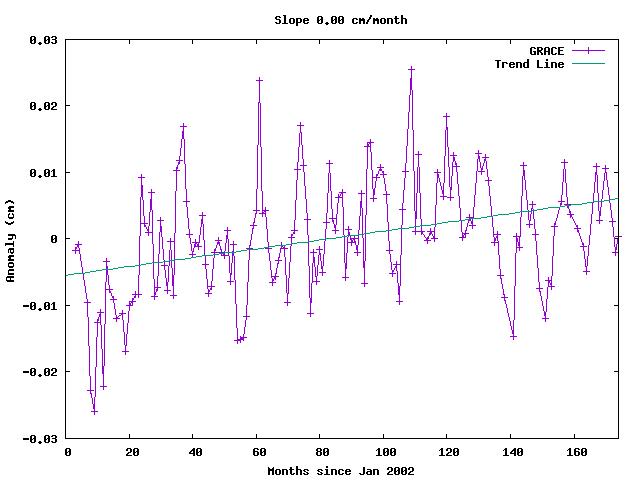 Slope 0.00 cm/month
GRACE
Trend Line
0.03
0.02
0.01
0
-0.01
-0.02
-0.03
Anomaly (cm)
0 20 40 60 80 100 120 140 160
Months since Jan 2002